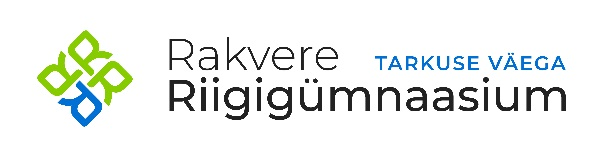 Rakvere TARKUSE VÄEGA
Riigigümnaasium